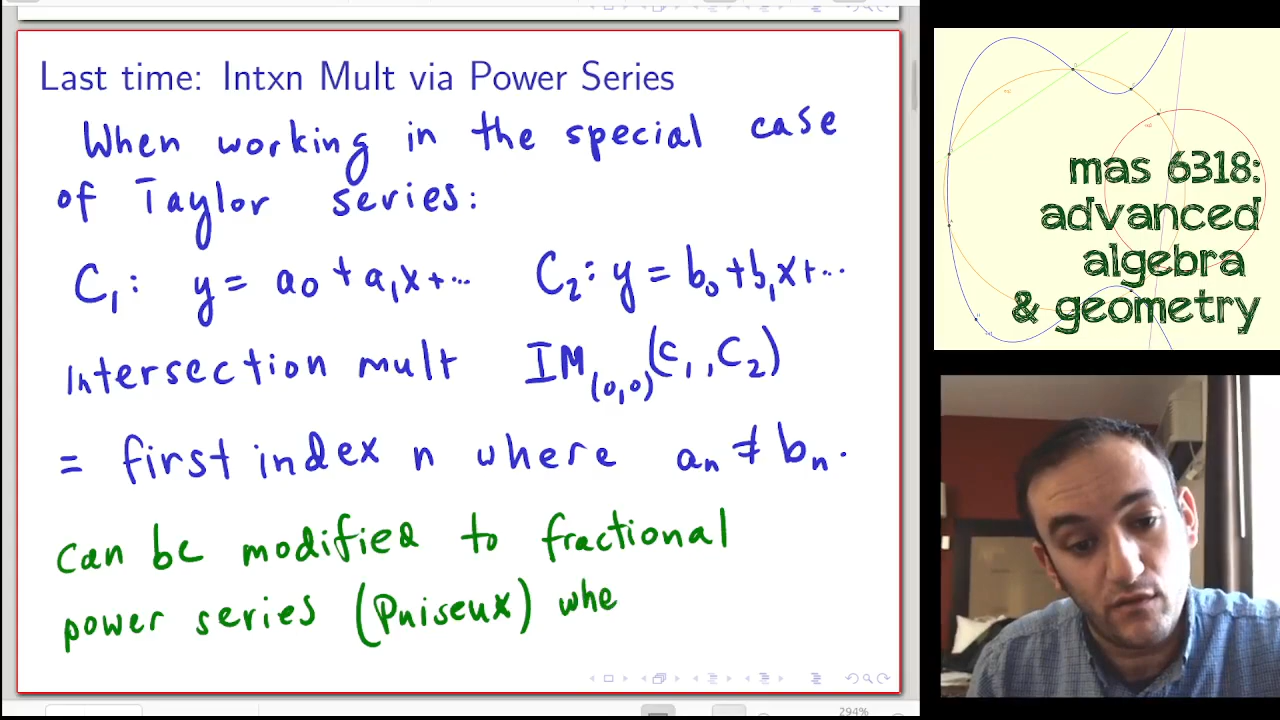 Last time: Intxn Mult via Power Series
When working in the special case
of Taylor series:
C₁: y = a₀ + a₁x + ··· C₂: y = b₀ + b₁x + ···
Intersection mult IM₍₀,₀₎(C₁, C₂)
= first index n where aₙ ≠ bₙ.
can be modified to fractional
power series (Puiseux) whe
294%
mas 6318:
advanced
algebra
& geometry